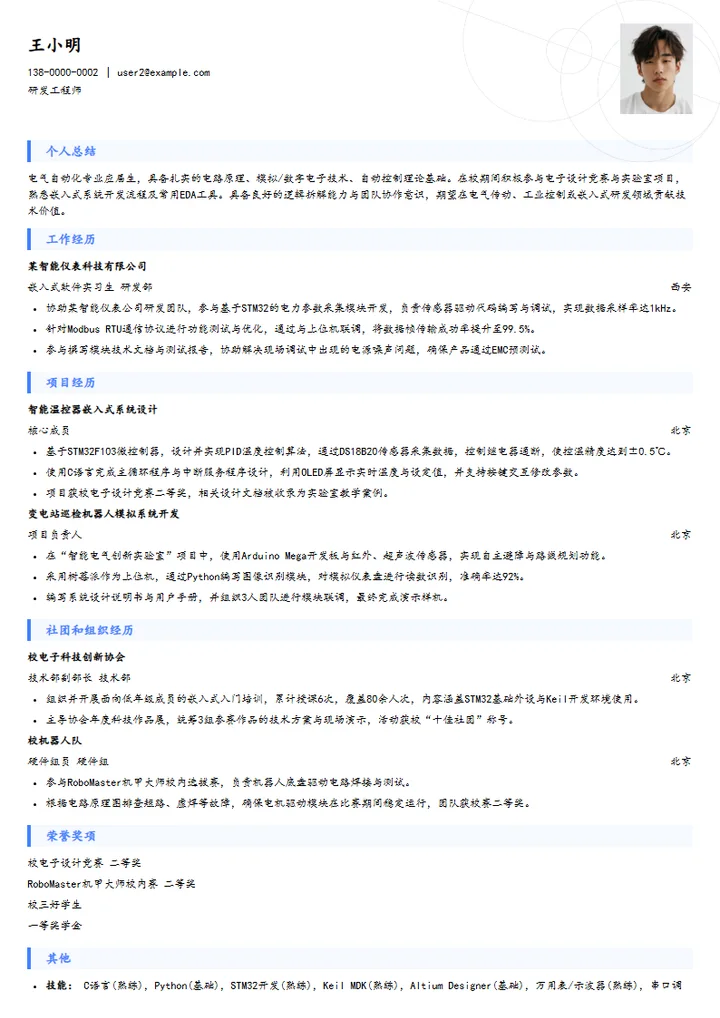 王小明
138-0000-0002 | user2@example.com
研发工程师
个人总结
电气自动化专业应届生，具备扎实的电路原理、模拟/数字电子技术、自动控制理论基础。在校期间积极参与电子设计竞赛与实验室项目，
熟悉嵌入式系统开发流程及常用EDA工具。具备良好的逻辑拆解能力与团队协作意识，期望在电气传动、工业控制或嵌入式研发领域贡献技
术价值。
工作经历
某智能仪表科技有限公司
嵌入式软件实习生 研发部 西安
• 协助某智能仪表公司研发团队，参与基于STM32的电力参数采集模块开发，负责传感器驱动代码编写与调试，实现数据采样率达1kHz。
• 针对Modbus RTU通信协议进行功能测试与优化，通过与上位机联调，将数据帧传输成功率提升至99.5%。
• 参与撰写模块技术文档与测试报告，协助解决现场调试中出现的电源噪声问题，确保产品通过EMC预测试。
项目经历
智能温控器嵌入式系统设计
核心成员 北京
• 基于STM32F103微控制器，设计并实现PID温度控制算法，通过DS18B20传感器采集数据，控制继电器通断，使控温精度达到±0.5℃。
• 使用C语言完成主循环程序与中断服务程序设计，利用OLED屏显示实时温度与设定值，并支持按键交互修改参数。
• 项目获校电子设计竞赛二等奖，相关设计文档被收录为实验室教学案例。
变电站巡检机器人模拟系统开发
项目负责人 北京
• 在“智能电气创新实验室”项目中，使用Arduino Mega开发板与红外、超声波传感器，实现自主避障与路径规划功能。
• 采用树莓派作为上位机，通过Python编写图像识别模块，对模拟仪表盘进行读数识别，准确率达92%。
• 编写系统设计说明书与用户手册，并组织3人团队进行模块联调，最终完成演示样机。
社团和组织经历
校电子科技创新协会
技术部副部长 技术部 北京
• 组织并开展面向低年级成员的嵌入式入门培训，累计授课6次，覆盖80余人次，内容涵盖STM32基础外设与Keil开发环境使用。
• 主导协会年度科技作品展，统筹3组参赛作品的技术方案与现场演示，活动获校“十佳社团”称号。
校机器人队
硬件组员 硬件组 北京
• 参与RoboMaster机甲大师校内选拔赛，负责机器人底盘驱动电路焊接与测试。
• 根据电路原理图排查短路、虚焊等故障，确保电机驱动模块在比赛期间稳定运行，团队获校赛二等奖。
荣誉奖项
校电子设计竞赛 二等奖
RoboMaster机甲大师校内赛 二等奖
校三好学生
一等奖学金
其他
• 技能： C语言(熟练), Python(基础), STM32开发(熟练), Keil MDK(熟练), Altium Designer(基础), 万用表/示波器(熟练), 串口调